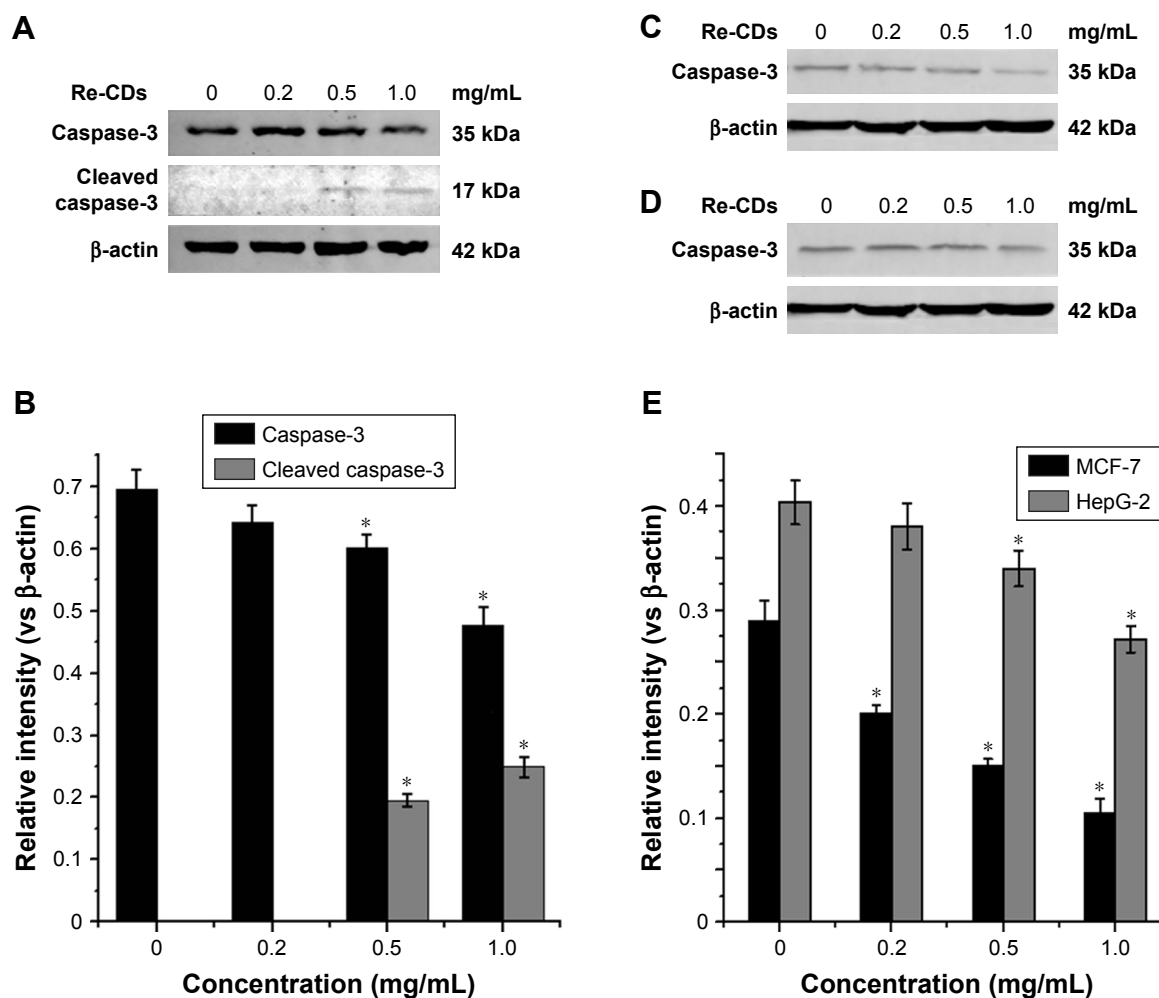 A
Re-CDs 0 0.2 0.5 1.0 mg/mL
Caspase-3 35 kDa
Cleaved
caspase-3 17 kDa
β-actin 42 kDa
C
Re-CDs 0 0.2 0.5 1.0 mg/mL
Caspase-3 35 kDa
β-actin 42 kDa
D
Re-CDs 0 0.2 0.5 1.0 mg/mL
Caspase-3 35 kDa
β-actin 42 kDa
B
Caspase-3
Cleaved caspase-3
Relative intensity (vs β-actin)
0.7
0.6
0.5
0.4
0.3
0.2
0.1
0
* * * *
0 0.2 0.5 1.0
Concentration (mg/mL)
E
MCF-7
HepG-2
Relative intensity (vs β-actin)
0.4
0.3
0.2
0.1
0
* * * * *
0 0.2 0.5 1.0
Concentration (mg/mL)